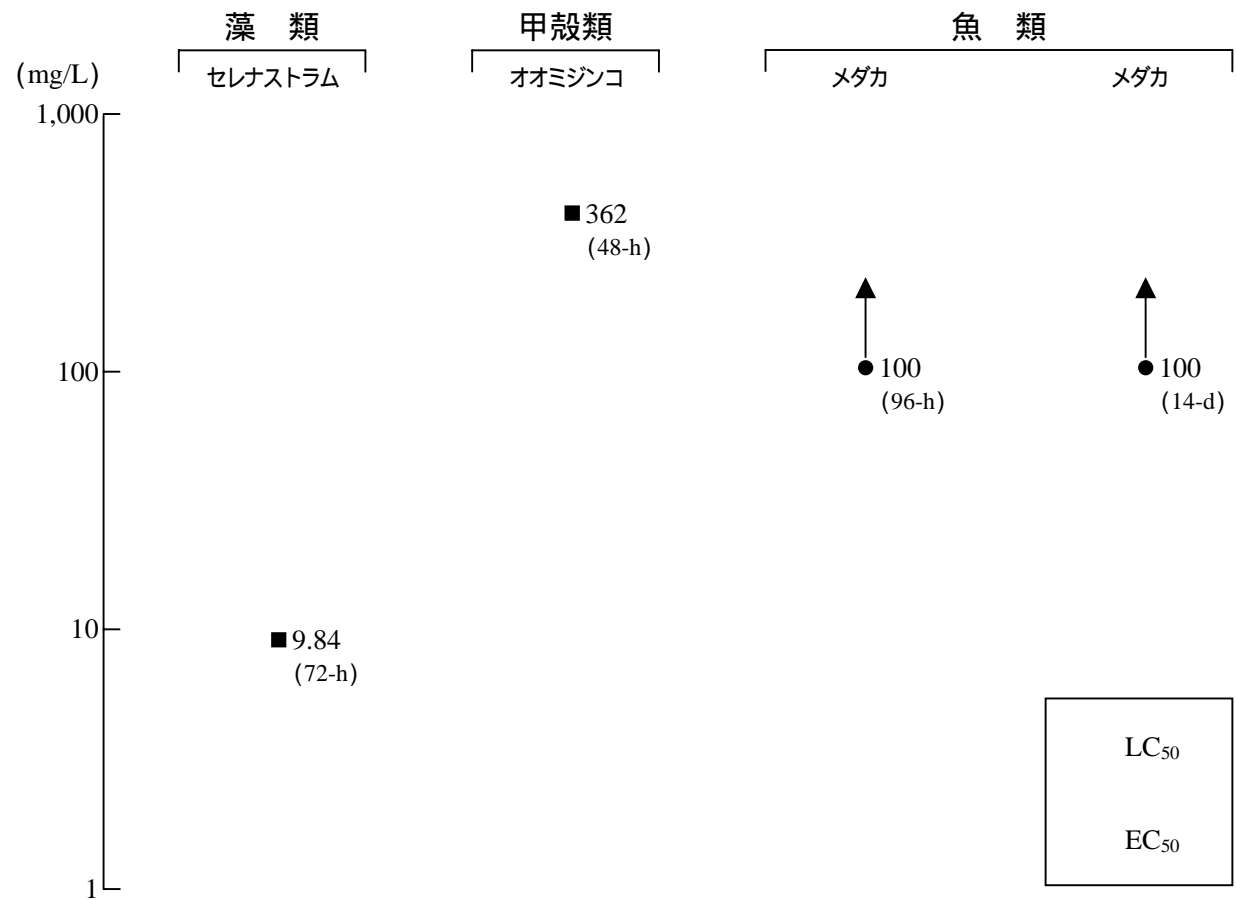 藻 類 甲殻類 魚 類
(mg/L) セレナストラム オオミジンコ メダカ メダカ
1,000
362
(48-h)
100 100 100
(96-h) (14-d)
10 9.84
(72-h)
LC50
EC50
1